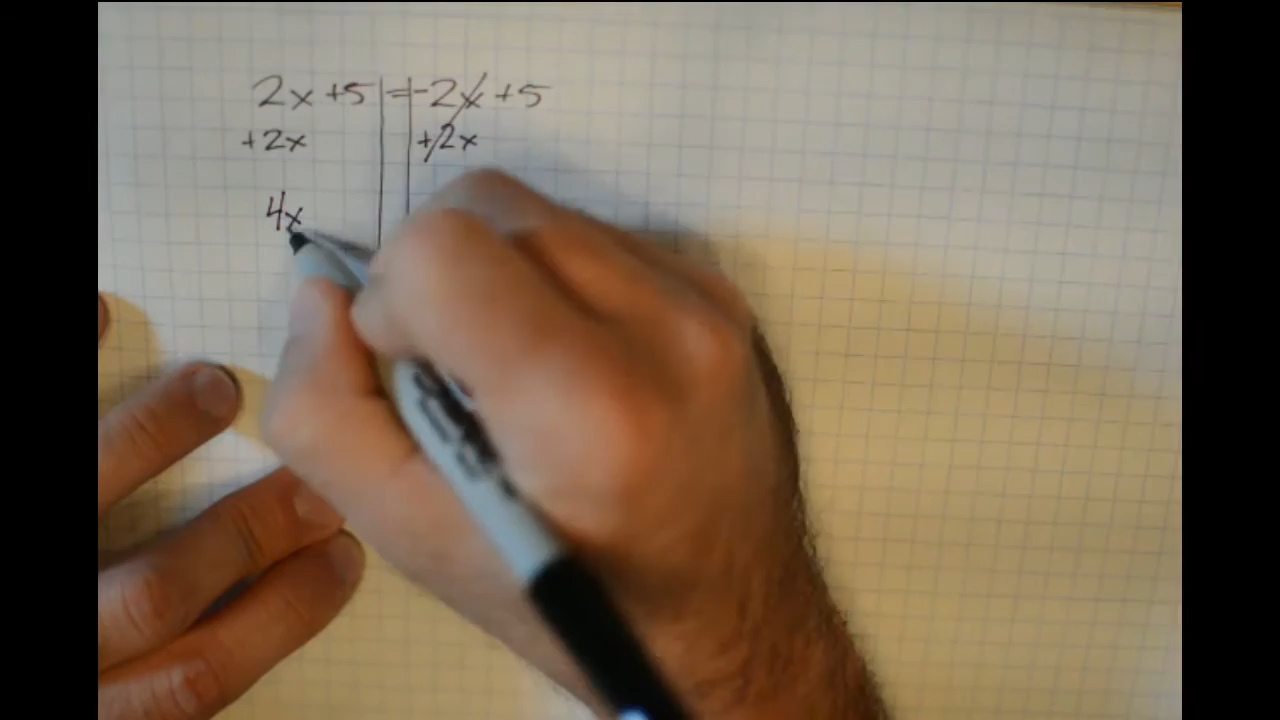 2x +5 = -2x +5
+2x +2x
4x